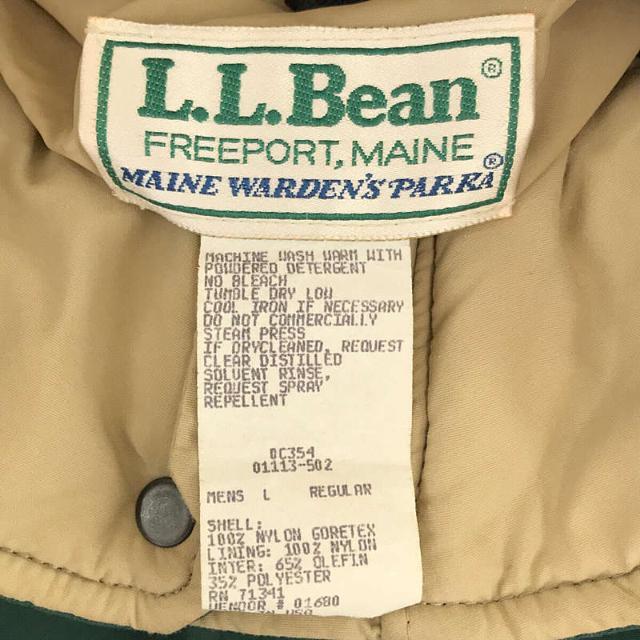 L.L.Bean®
FREEPORT, MAINE
MAINE WARDEN'S PARKA®
MACHINE WASH WARM WITH
POWDERED DETERGENT
NO BLEACH
TUMBLE DRY LOW
COOL IRON IF NECESSARY
DO NOT COMMERCIALLY
STEAM PRESS
IF DRYCLEANED, REQUEST
CLEAR DISTILLED
SOLVENT RINSE,
REQUEST SPRAY
REPELLENT
0C354
01113-502
MENS L REGULAR
SHELL:
100% NYLON GORETEX
LINING: 100% NYLON
INTER: 65% OLEFIN
35% POLYESTER
RN 71341
VENDOR # 01680
USA